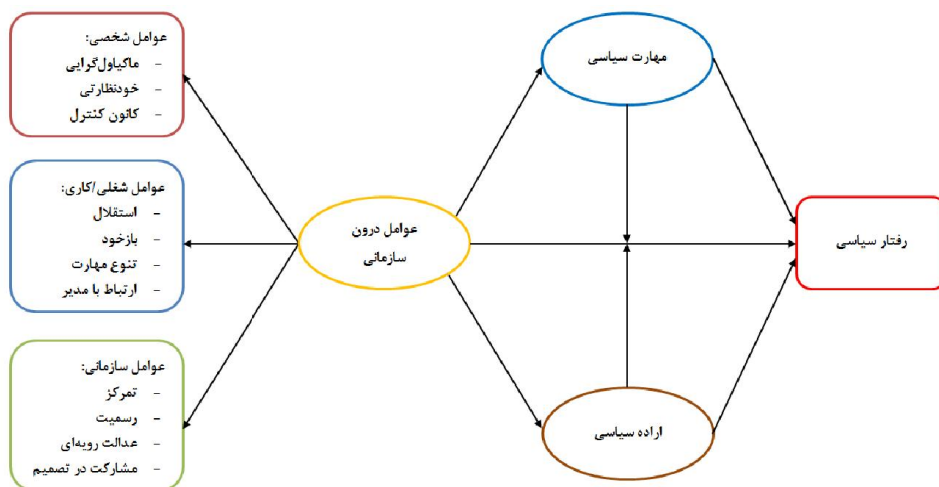 عوامل شخصی:
- ماکیاول‌گرایی
- خودنظارتی
- کانون کنترل
عوامل شغلی/کاری:
- استقلال
- بازخود
- تنوع مهارت
- ارتباط با مدیر
عوامل سازمانی:
- تمرکز
- رسمیت
- عدالت رویه‌ای
- مشارکت در تصمیم
عوامل درون
سازمانی
مهارت سیاسی
اراده سیاسی
رفتار سیاسی